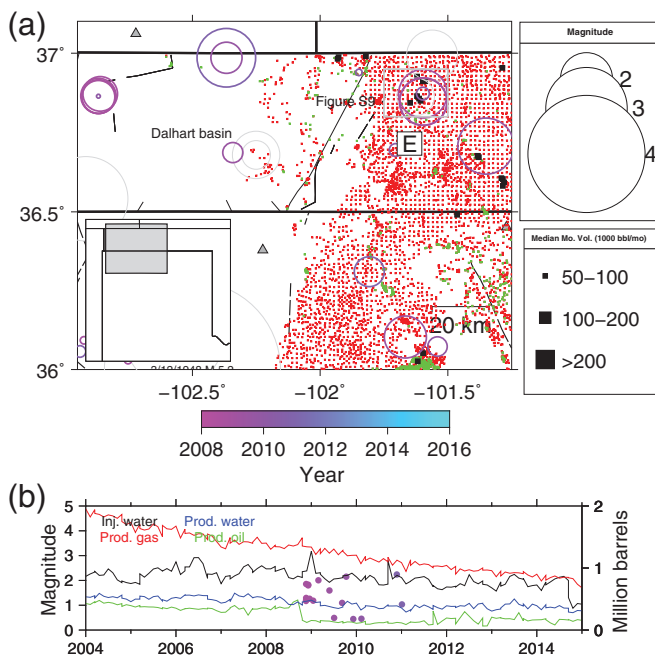 (a)
37°
36.5°
36°
Figure S9
Dalhart basin
E
20 km
−102.5° −102° −101.5°
Magnitude
2
3
4
Median Mo. Vol. (1000 bbl/mo)
50−100
100−200
>200
2008 2010 2012 2014 2016
Year
(b)
Magnitude
5
4
3
2
1
0
Inj. water Prod. water
Prod. gas Prod. oil
2
1
0
Million barrels
2004 2006 2008 2010 2012 2014